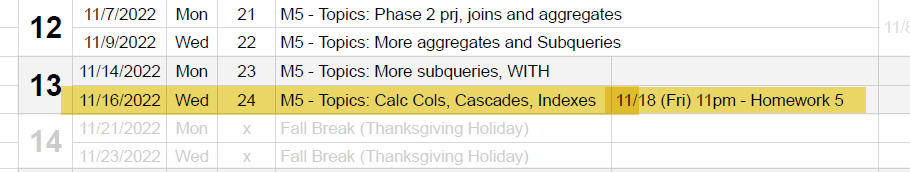 12 11/7/2022 Mon 21 M5 - Topics: Phase 2 prj, joins and aggregates
11/9/2022 Wed 22 M5 - Topics: More aggregates and Subqueries
13 11/14/2022 Mon 23 M5 - Topics: More subqueries, WITH
11/16/2022 Wed 24 M5 - Topics: Calc Cols, Cascades, Indexes 11/18 (Fri) 11pm - Homework 5
14 11/21/2022 Mon x Fall Break (Thanksgiving Holiday)
11/23/2022 Wed x Fall Break (Thanksgiving Holiday)